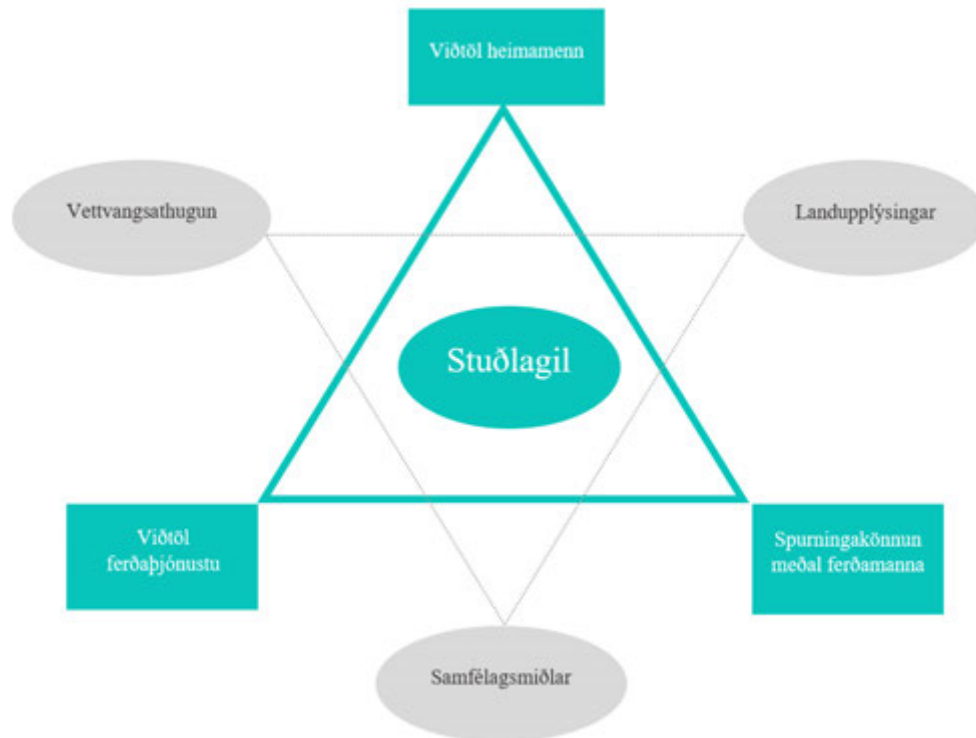 Viðtöl heimamenn
Vettvangsathugun
Landupplýsingar
Stuðlagil
Viðtöl
ferðaþjónustu
Spurningakönnun
meðal ferðamanna
Samfélagsmiðlar